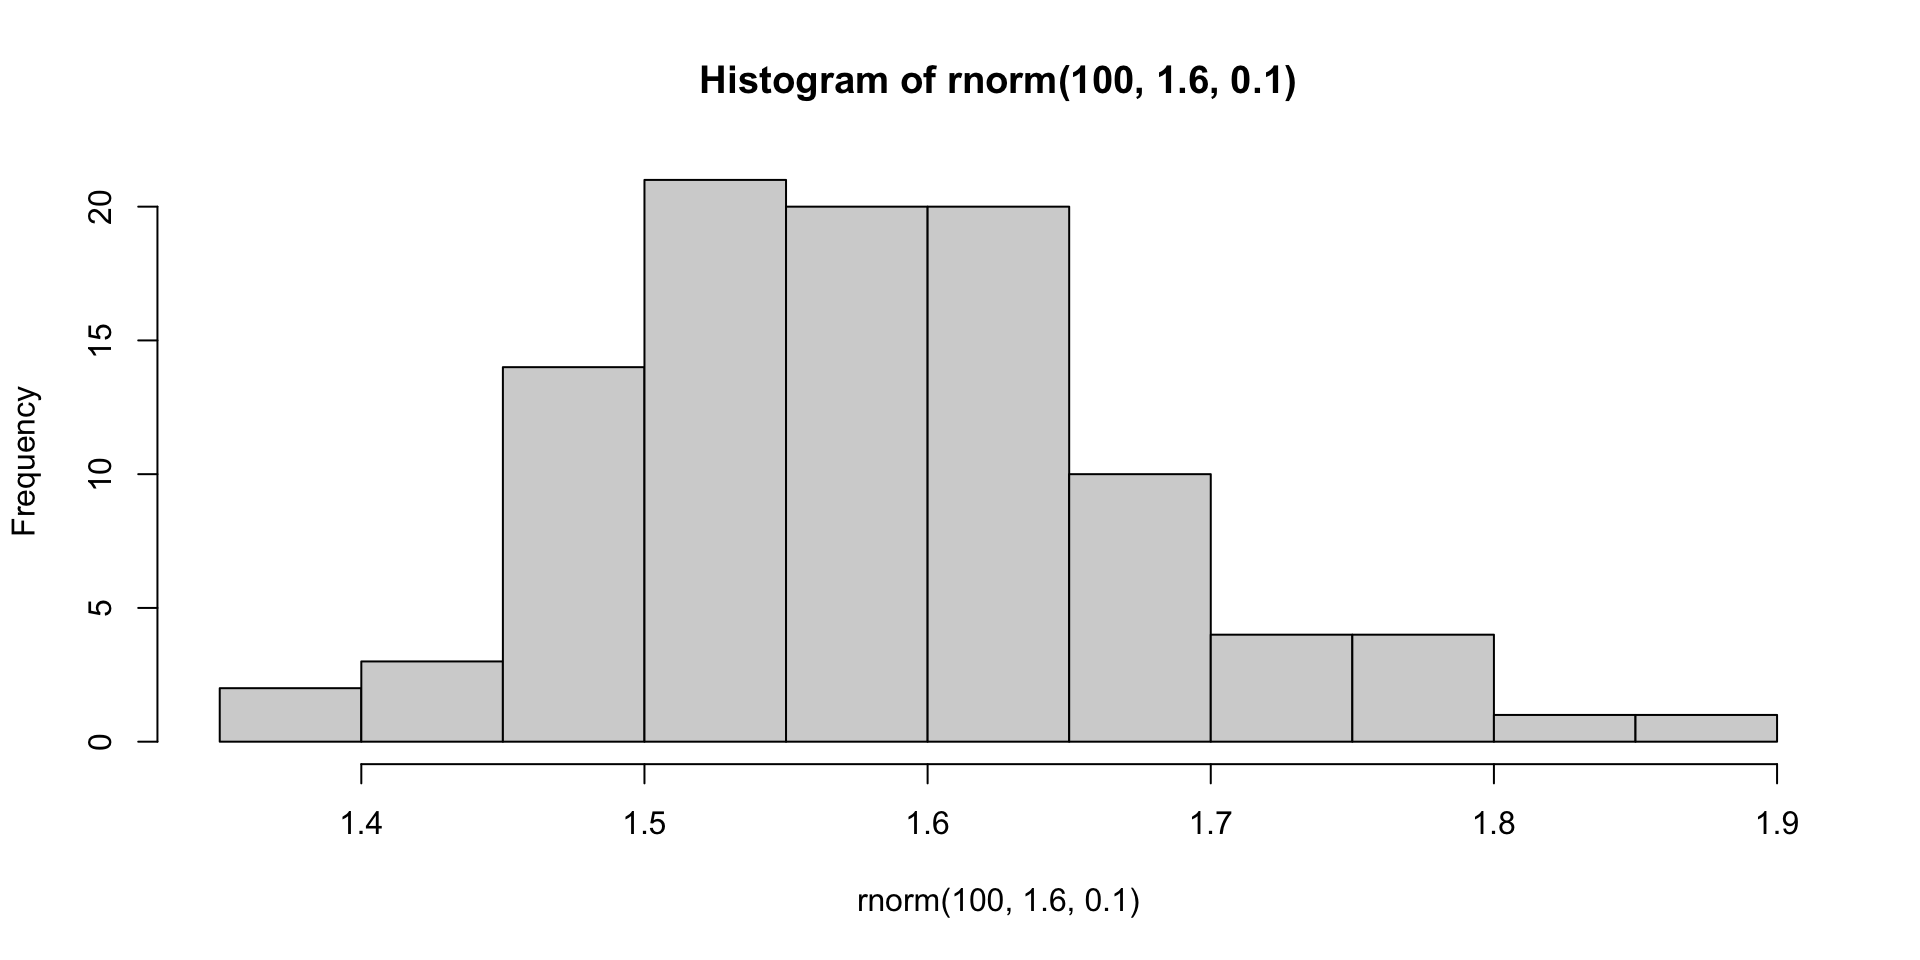 Histogram of rnorm(100, 1.6, 0.1)
Frequency
20
15
10
5
0
1.4 1.5 1.6 1.7 1.8 1.9
rnorm(100, 1.6, 0.1)